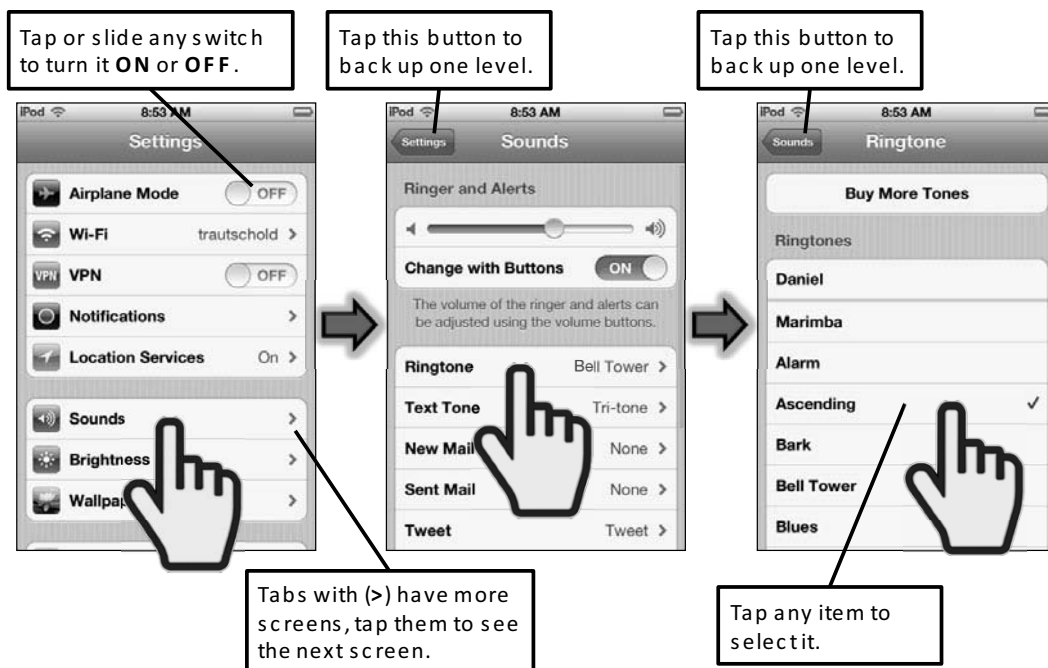 Tap or slide any switch
to turn it ON or OFF.
Tap this button to
back up one level.
Tap this button to
back up one level.
iPod
8:53 AM
Settings
Airplane Mode
OFF
Wi-Fi
trautschold >
VPN
VPN
OFF
Notifications >
Location Services
On >
Sounds >
Brightness >
>
iPod
8:53 AM
Settings
Sounds
Ringer and Alerts
Change with Buttons
ON
The volume of the ringer and alerts can
be adjusted using the volume buttons.
Ringtone
Bell Tower >
Text Tone
Tri-tone >
New Mail
None >
Sent Mail
None >
Tweet
Tweet >
iPod
8:53 AM
Sounds
Ringtone
Buy More Tones
Ringtones
Daniel
Marimba
Alarm
Ascending ✓
Bark
Bell Tower
Blues
Tabs with (>) have more
screens, tap them to see
the next screen.
Tap any item to
select it.